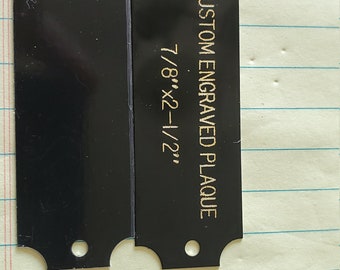 USTOM ENGRAVED PLAQUE
7/8"x2-1/2"